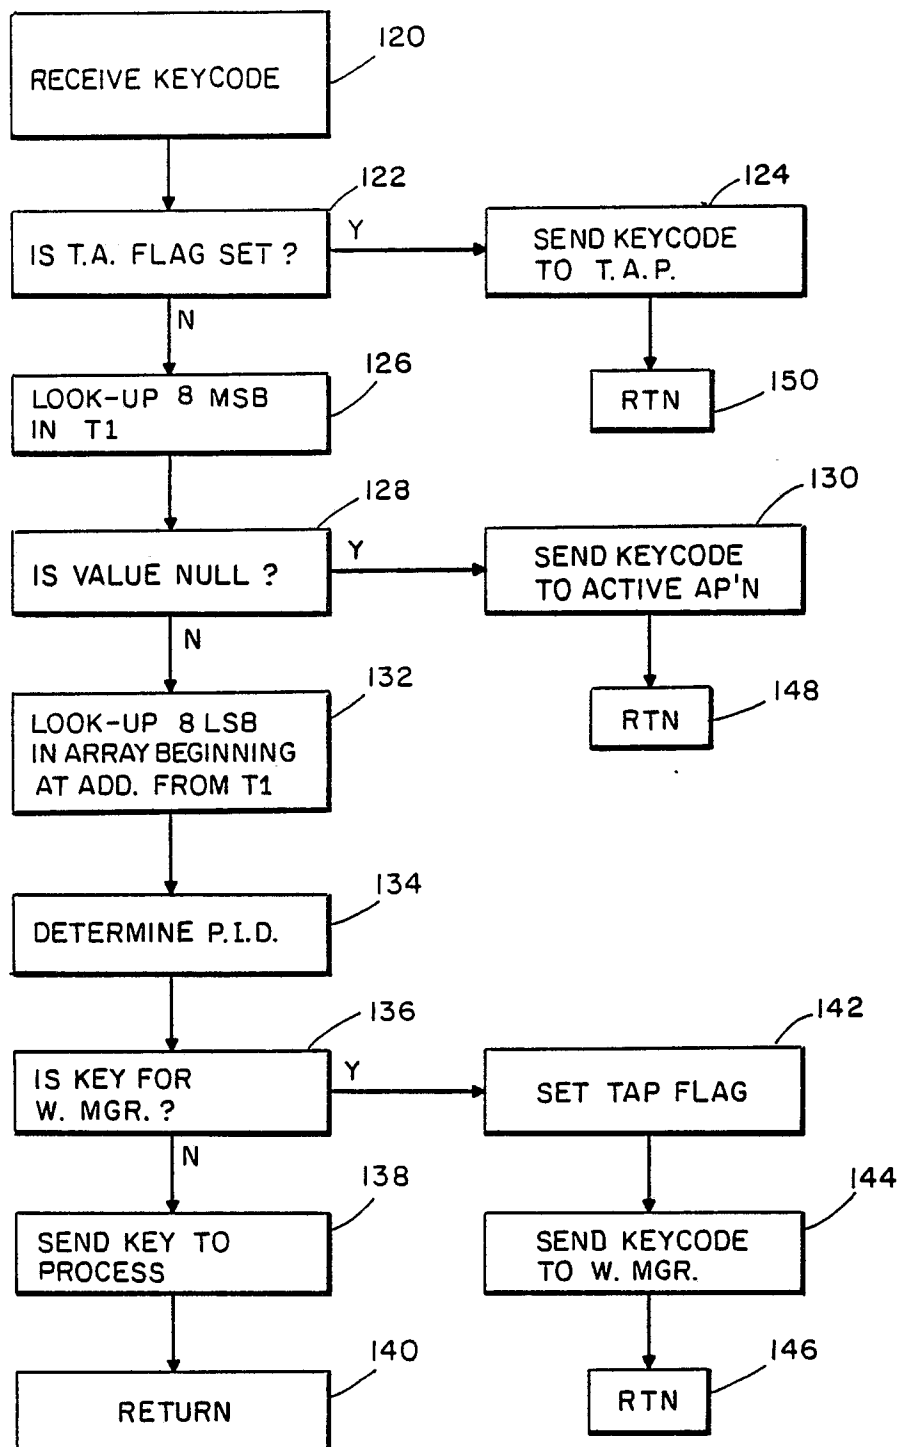 120
RECEIVE KEYCODE
122
IS T.A. FLAG SET ?
Y
124
SEND KEYCODE
TO T.A.P.
N
150
RTN
126
LOOK-UP 8 MSB
IN T1
128
IS VALUE NULL ?
Y
130
SEND KEYCODE
TO ACTIVE AP'N
N
148
RTN
132
LOOK-UP 8 LSB
IN ARRAY BEGINNING
AT ADD. FROM T1
134
DETERMINE P.I.D.
136
IS KEY FOR
W. MGR. ?
Y
142
SET TAP FLAG
N
138
SEND KEY TO
PROCESS
144
SEND KEYCODE
TO W. MGR.
140
RETURN
146
RTN